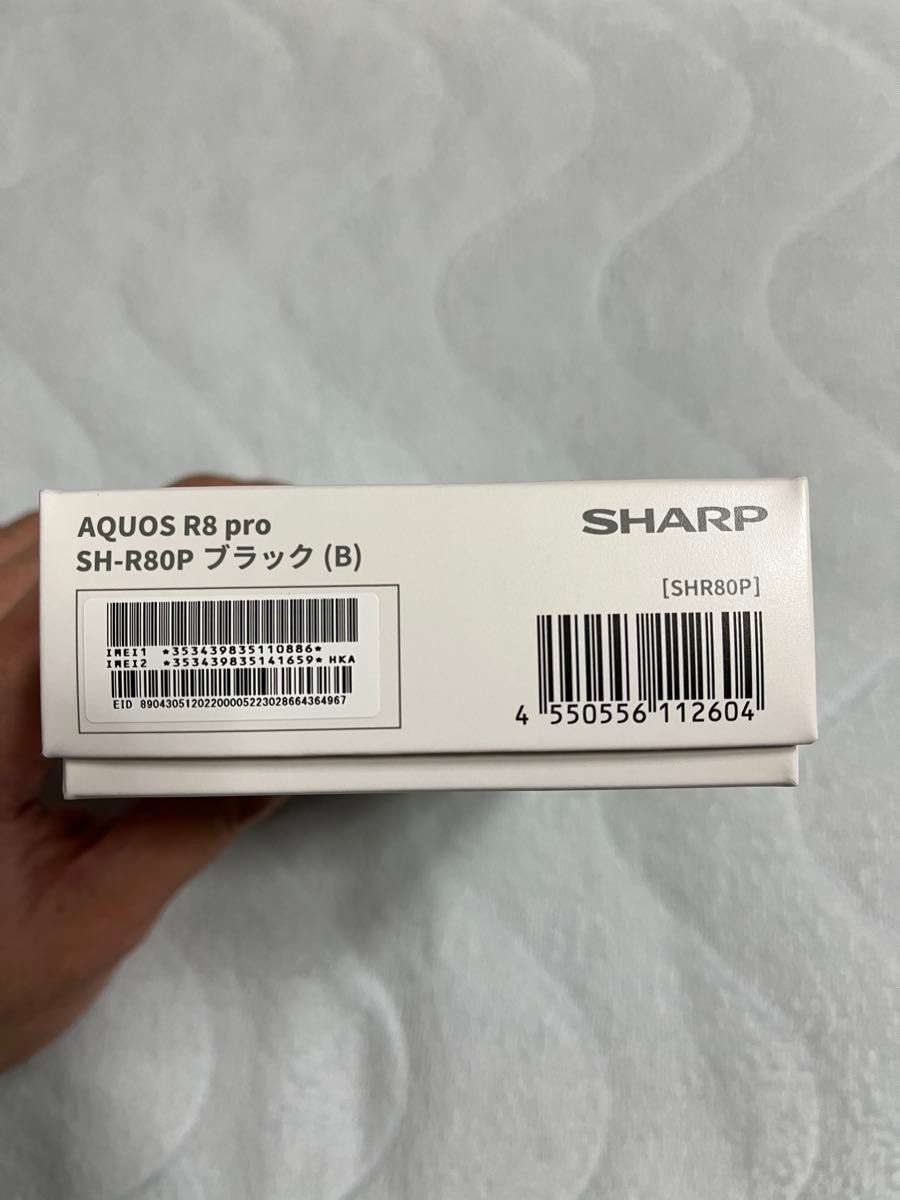 AQUOS R8 pro
SH-R80P ブラック (B)
SHARP
[SHR80P]
IMEI1 *353439835110886*
IMEI2 *353439835141659* HKA
EID 89043051202200005223028664364967
4 550556 112604